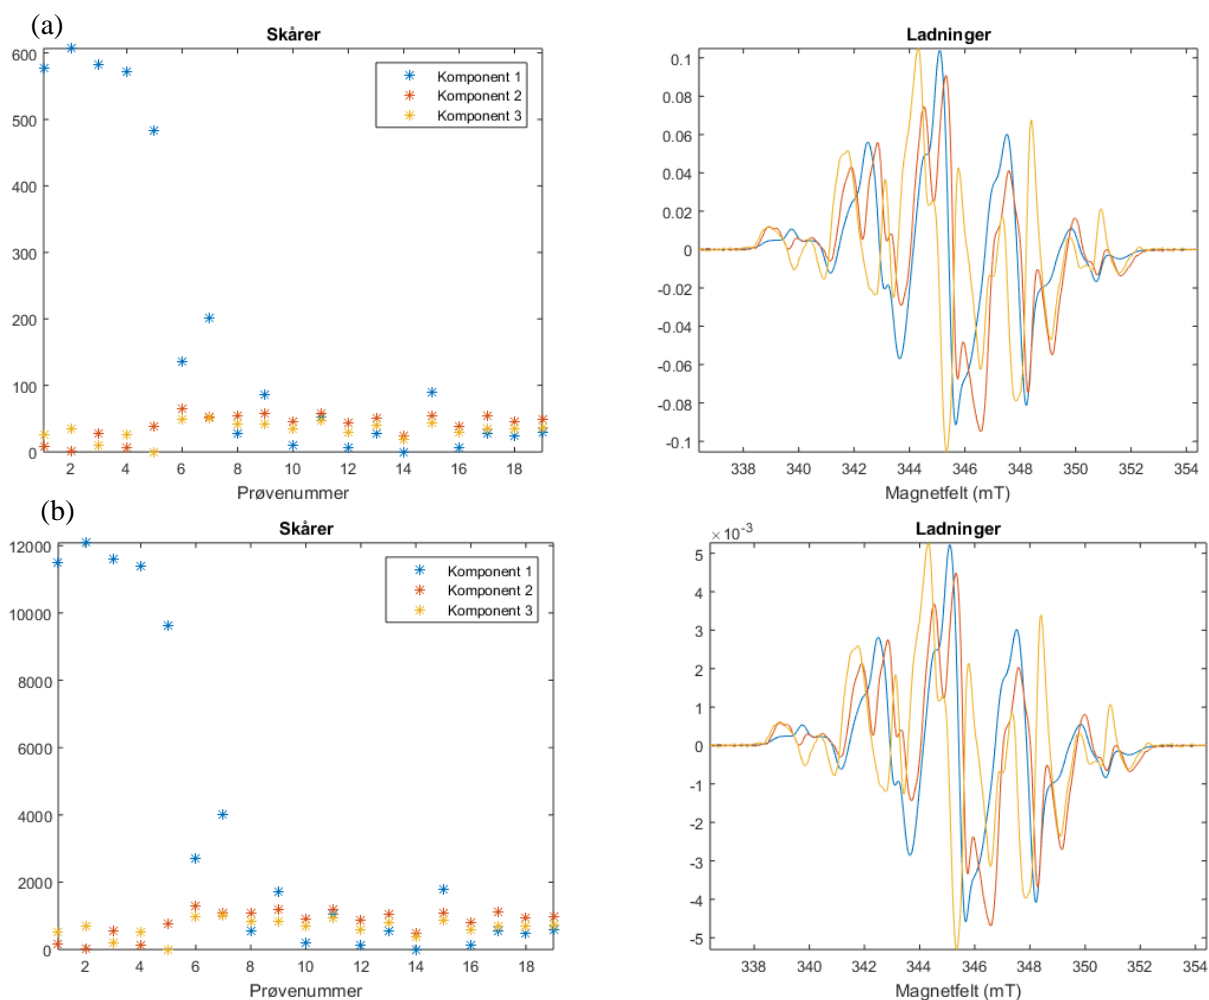 (a)
Skårer
600
500
400
300
200
100
0
2 4 6 8 10 12 14 16 18
Prøvenummer
Komponent 1
Komponent 2
Komponent 3
Ladninger
0.1
0.08
0.06
0.04
0.02
0
-0.02
-0.04
-0.06
-0.08
-0.1
338 340 342 344 346 348 350 352 354
Magnetfelt (mT)
(b)
Skårer
12000
10000
8000
6000
4000
2000
0
2 4 6 8 10 12 14 16 18
Prøvenummer
Komponent 1
Komponent 2
Komponent 3
Ladninger
×10-3
5
4
3
2
1
0
-1
-2
-3
-4
-5
338 340 342 344 346 348 350 352 354
Magnetfelt (mT)